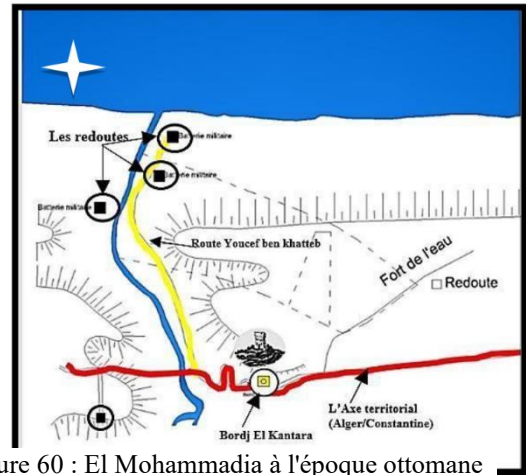 Les redoutes
Batterie militaire
Batterie militaire
Batterie militaire
Route Youcef ben khatteb
Fort de l'eau
Redoute
L'Axe territorial
(Alger/Constantine)
Bordj El Kantara
ure 60 : El Mohammadia à l'époque ottomane